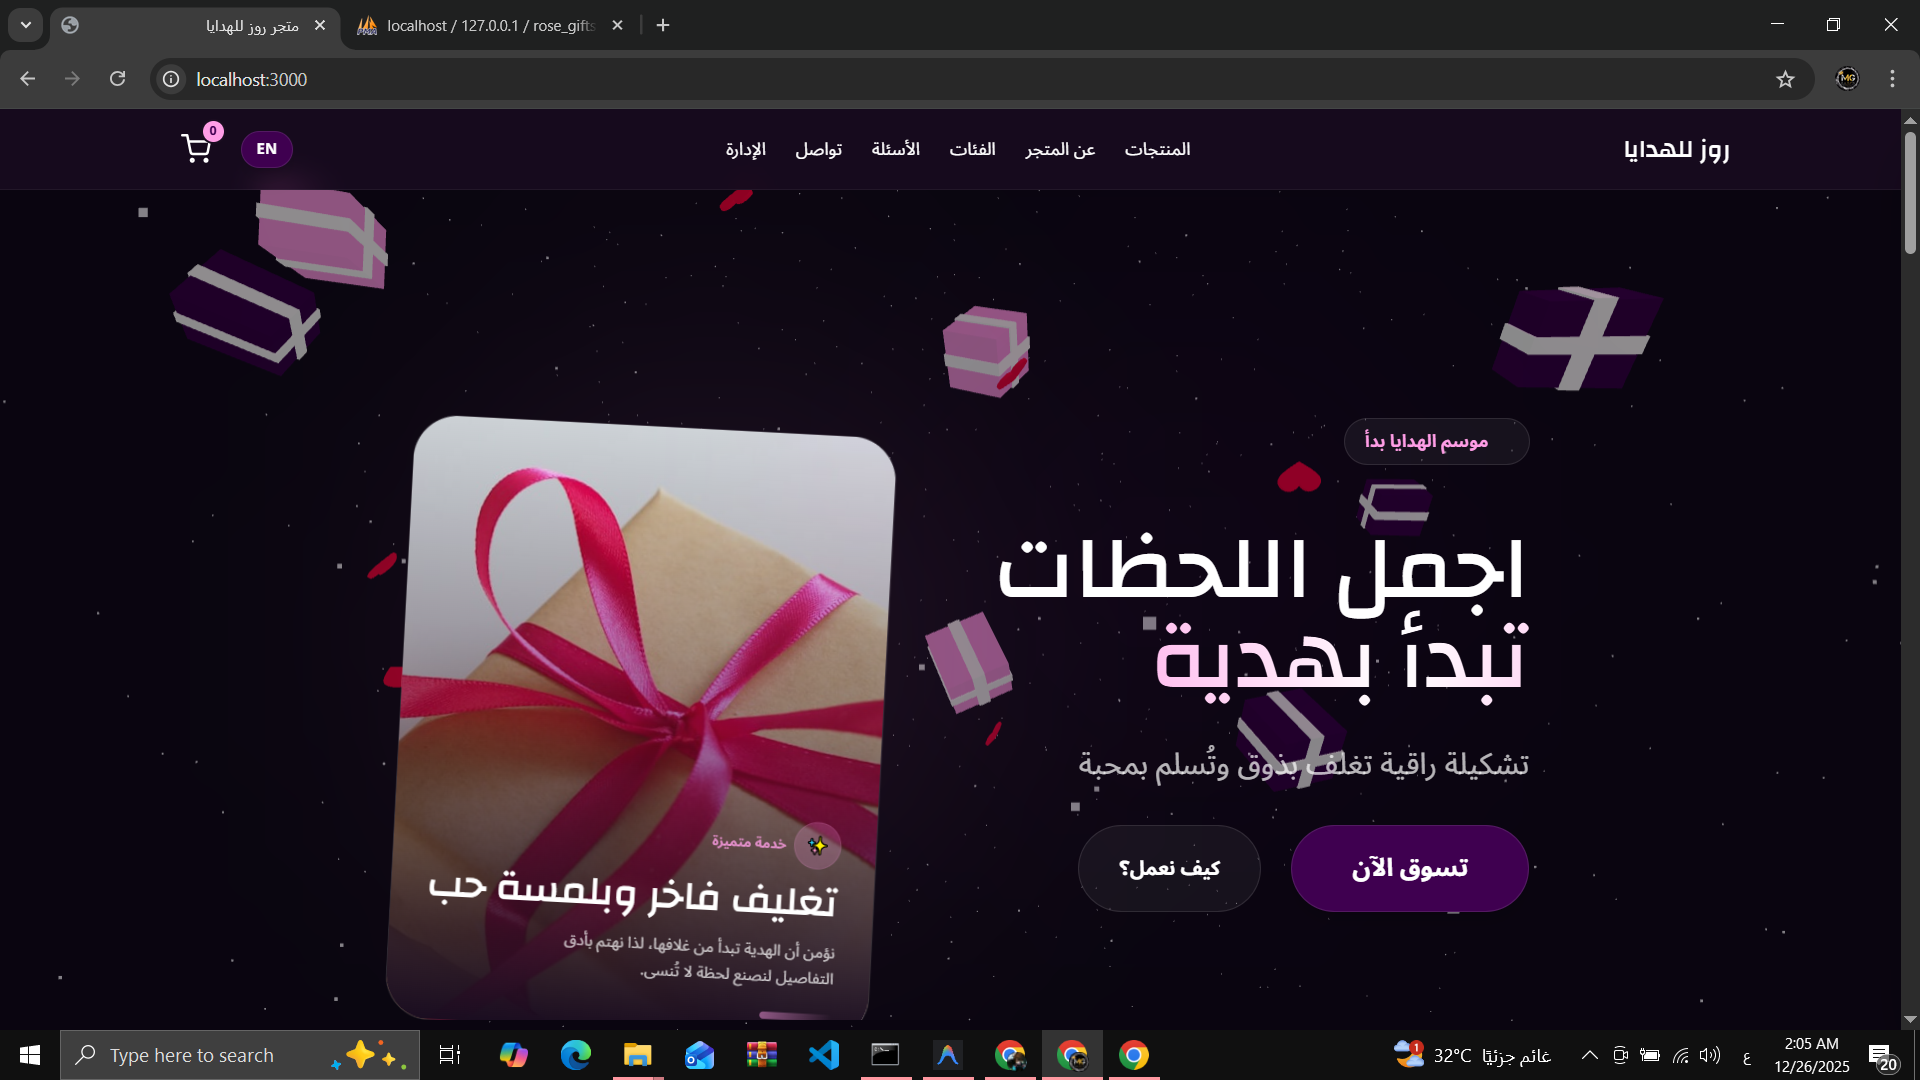 متجر روز للهدايا
localhost / 127.0.0.1 / rose_gifts
localhost:3000
MG
روز للهدايا
المنتجات
عن المتجر
الفئات
الأسئلة
تواصل
الإدارة
EN
0
موسم الهدايا بدأ
اجمل اللحظات
تبدأ بهدية
تشكيلة راقية تغلف بذوق وتُسلم بمحبة
تسوق الآن
كيف نعمل؟
خدمة متميزة
تغليف فاخر وبلمسة حب
نؤمن أن الهدية تبدأ من غلافها، لذا نهتم بأدق
التفاصيل لنصنع لحظة لا تُنسى.
Type here to search
1
32°C
غائم جزئيًا
ع
2:05 AM
12/26/2025
20